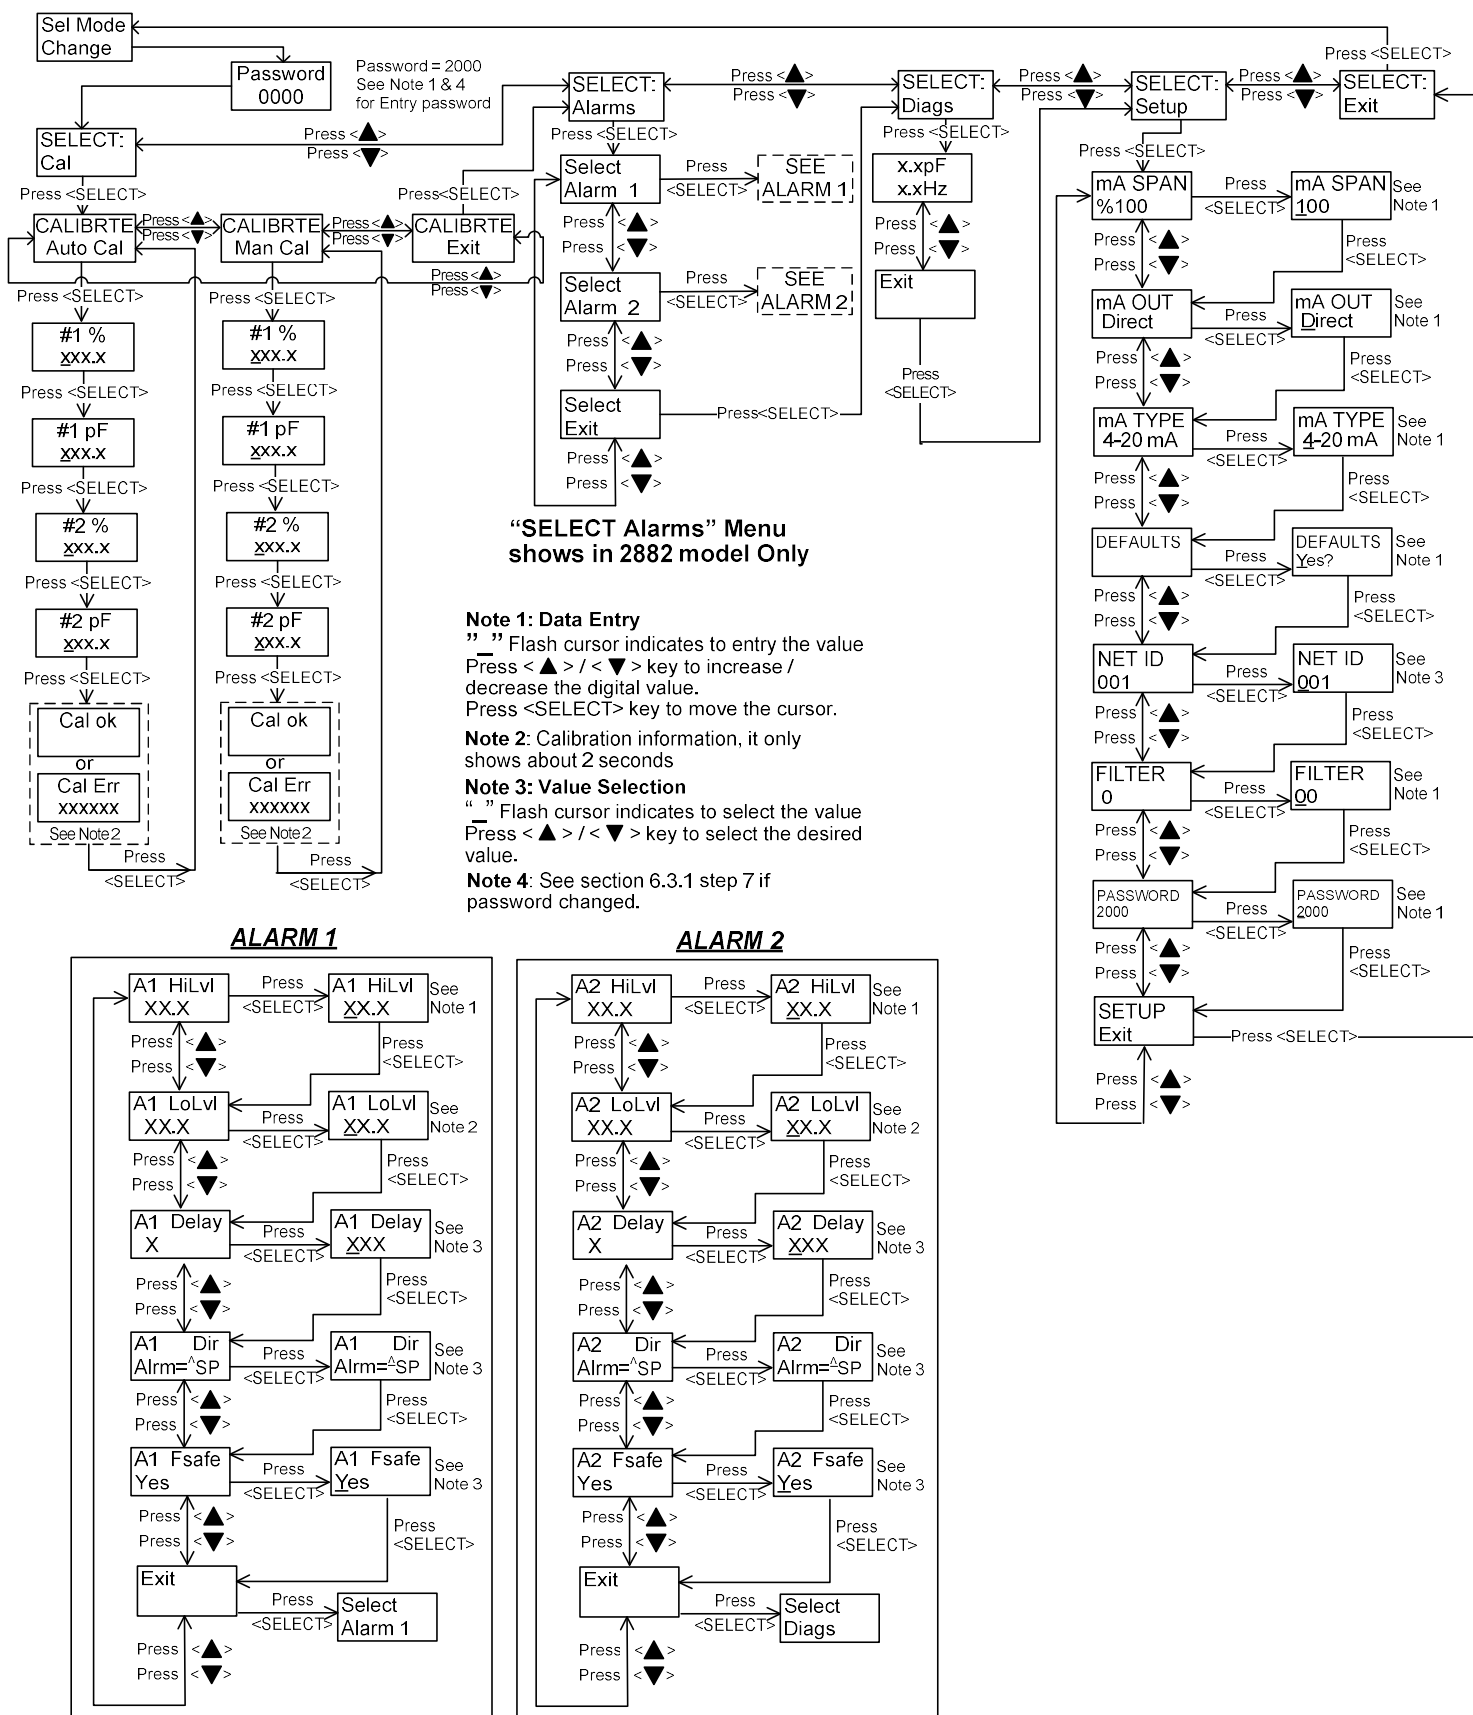 Sel Mode
Change
Password
0000
Password = 2000
See Note 1 & 4
for Entry password
SELECT:
Cal
Press <▲>
Press <▼>
SELECT:
Alarms
Press <▲>
Press <▼>
SELECT:
Diags
Press <▲>
Press <▼>
SELECT:
Setup
Press <▲>
Press <▼>
SELECT:
Exit
Press <SELECT>
Press <SELECT>
CALIBRTE
Auto Cal
Press <▲>
Press <▼>
CALIBRTE
Man Cal
Press <▲>
Press <▼>
CALIBRTE
Exit
Press<SELECT>
Press <▲>
Press <▼>
Press <SELECT>
#1 %
xxx.x
Press <SELECT>
#1 pF
xxx.x
Press <SELECT>
#2 %
xxx.x
Press <SELECT>
#2 pF
xxx.x
Press <SELECT>
Cal ok
or
Cal Err
xxxxxx
See Note 2
Press
<SELECT>
Press <SELECT>
#1 %
xxx.x
Press <SELECT>
#1 pF
xxx.x
Press <SELECT>
#2 %
xxx.x
Press <SELECT>
#2 pF
xxx.x
Press <SELECT>
Cal ok
or
Cal Err
xxxxxx
See Note 2
Press
<SELECT>
Press <SELECT>
Select
Alarm 1
Press
<SELECT>
SEE
ALARM 1
Press <▲>
Press <▼>
Select
Alarm 2
Press
<SELECT>
SEE
ALARM 2
Press <▲>
Press <▼>
Select
Exit
Press<SELECT>
Press <▲>
Press <▼>
Press <SELECT>
x.xpF
x.xHz
Press <▲>
Press <▼>
Exit
Press
<SELECT>
“SELECT Alarms” Menu
shows in 2882 model Only
Note 1: Data Entry
”_” Flash cursor indicates to entry the value
Press < ▲ > / < ▼ > key to increase /
decrease the digital value.
Press <SELECT> key to move the cursor.
Note 2: Calibration information, it only
shows about 2 seconds
Note 3: Value Selection
“_” Flash cursor indicates to select the value
Press < ▲ > / < ▼ > key to select the desired
value.
Note 4: See section 6.3.1 step 7 if
password changed.
Press <SELECT>
mA SPAN
%100
Press
<SELECT>
mA SPAN
100
See
Note 1
Press <▲>
Press <▼>
Press
<SELECT>
mA OUT
Direct
Press
<SELECT>
mA OUT
Direct
See
Note 1
Press <▲>
Press <▼>
Press
<SELECT>
mA TYPE
4-20 mA
Press
<SELECT>
mA TYPE
4-20 mA
See
Note 1
Press <▲>
Press <▼>
Press
<SELECT>
DEFAULTS
Press
<SELECT>
DEFAULTS
Yes?
See
Note 1
Press <▲>
Press <▼>
Press
<SELECT>
NET ID
001
Press
<SELECT>
NET ID
001
See
Note 3
Press <▲>
Press <▼>
Press
<SELECT>
FILTER
0
Press
<SELECT>
FILTER
00
See
Note 1
Press <▲>
Press <▼>
Press
<SELECT>
PASSWORD
2000
Press
<SELECT>
PASSWORD
2000
See
Note 1
Press <▲>
Press <▼>
Press
<SELECT>
SETUP
Exit
Press <SELECT>
Press <▲>
Press <▼>
ALARM 1
A1 HiLvl
XX.X
Press
<SELECT>
A1 HiLvl
XX.X
See
Note 1
Press <▲>
Press <▼>
Press
<SELECT>
A1 LoLvl
XX.X
Press
<SELECT>
A1 LoLvl
XX.X
See
Note 2
Press <▲>
Press <▼>
Press
<SELECT>
A1 Delay
X
Press
<SELECT>
A1 Delay
XXX
See
Note 3
Press <▲>
Press <▼>
Press
<SELECT>
A1 Dir
Alrm=^SP
Press
<SELECT>
A1 Dir
Alrm=^SP
See
Note 3
Press <▲>
Press <▼>
Press
<SELECT>
A1 Fsafe
Yes
Press
<SELECT>
A1 Fsafe
Yes
See
Note 3
Press <▲>
Press <▼>
Press
<SELECT>
Exit
Press
<SELECT>
Select
Alarm 1
Press <▲>
Press <▼>
ALARM 2
A2 HiLvl
XX.X
Press
<SELECT>
A2 HiLvl
XX.X
See
Note 1
Press <▲>
Press <▼>
Press
<SELECT>
A2 LoLvl
XX.X
Press
<SELECT>
A2 LoLvl
XX.X
See
Note 2
Press <▲>
Press <▼>
Press
<SELECT>
A2 Delay
X
Press
<SELECT>
A2 Delay
XXX
See
Note 3
Press <▲>
Press <▼>
Press
<SELECT>
A2 Dir
Alrm=^SP
Press
<SELECT>
A2 Dir
Alrm=^SP
See
Note 3
Press <▲>
Press <▼>
Press
<SELECT>
A2 Fsafe
Yes
Press
<SELECT>
A2 Fsafe
Yes
See
Note 3
Press <▲>
Press <▼>
Press
<SELECT>
Exit
Press
<SELECT>
Select
Diags
Press <▲>
Press <▼>